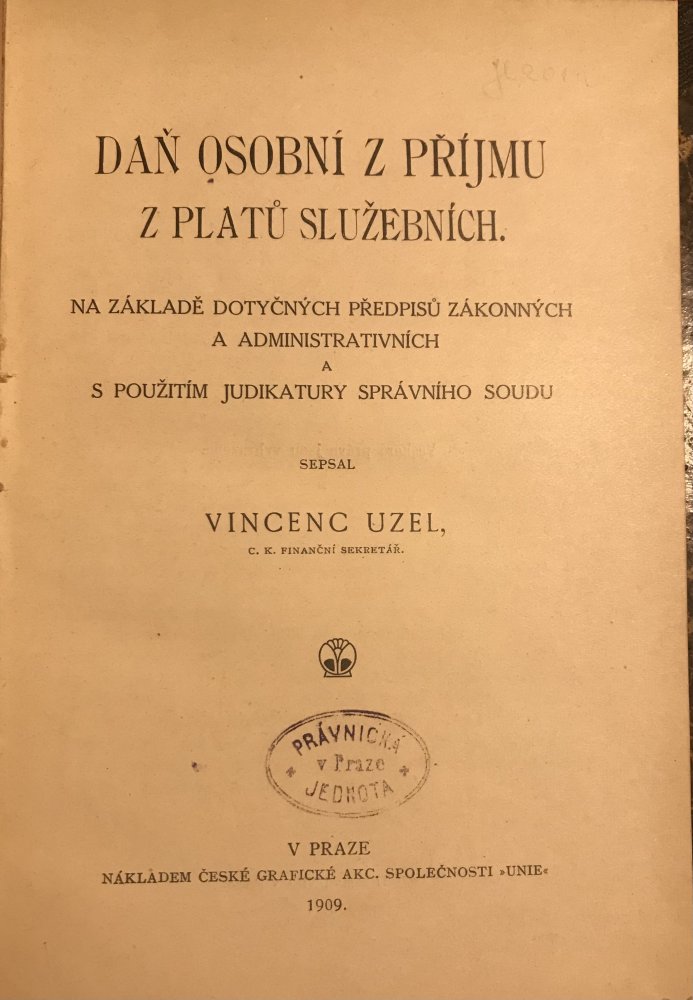 DAŇ OSOBNÍ Z PŘÍJMU
Z PLATŮ SLUŽEBNÍCH.
NA ZÁKLADĚ DOTYČNÝCH PŘEDPISŮ ZÁKONNÝCH
A ADMINISTRATIVNÍCH
A
S POUŽITÍM JUDIKATURY SPRÁVNÍHO SOUDU
SEPSAL
VINCENC UZEL,
C. K. FINANČNÍ SEKRETÁŘ.
PRÁVNICKÁ
v Praze
JEDNOTA
V PRAZE
NÁKLADEM ČESKÉ GRAFICKÉ AKC. SPOLEČNOSTI »UNIE«
1909.